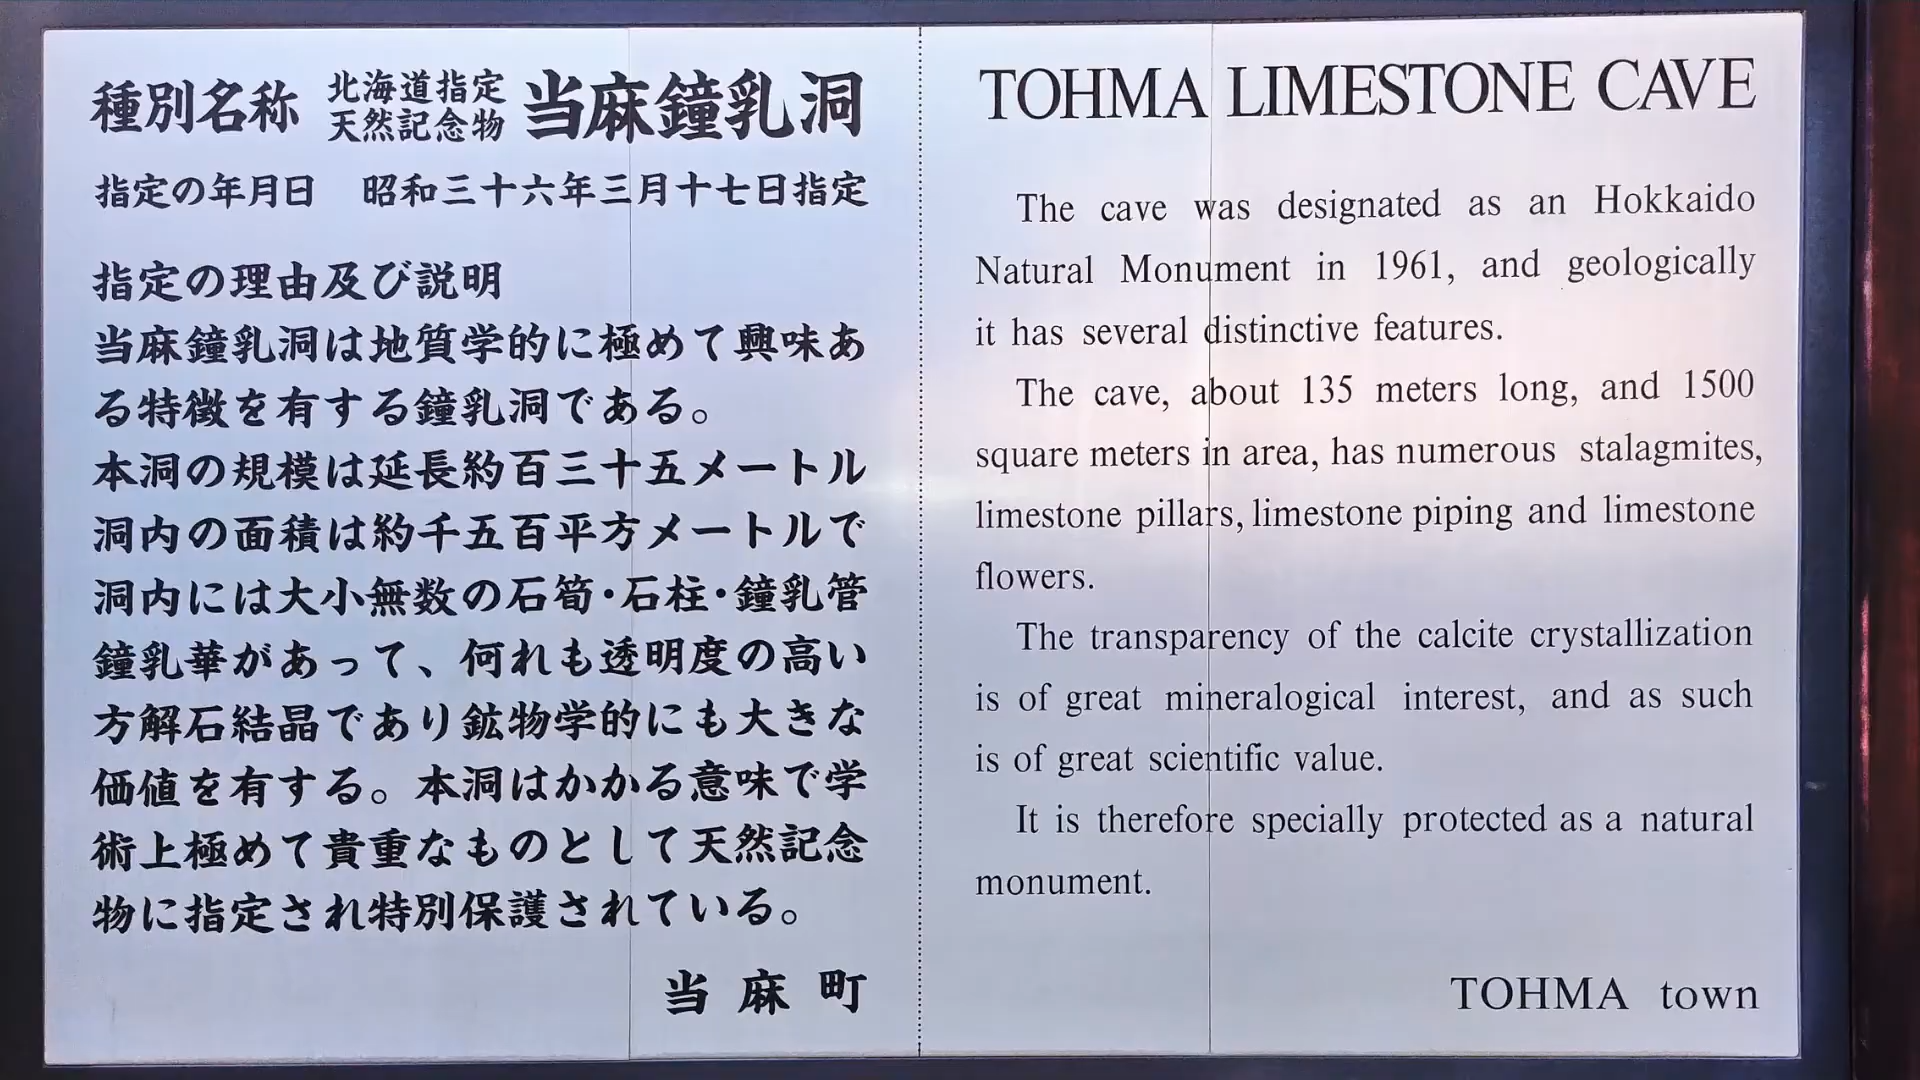 種別名称 北海道指定天然記念物 当麻鐘乳洞
指定の年月日 昭和三十六年三月十七日指定
指定の理由及び説明
当麻鐘乳洞は地質学的に極めて興味あ
る特徴を有する鐘乳洞である。
本洞の規模は延長約百三十五メートル
洞内の面積は約千五百平方メートルで
洞内には大小無数の石筍・石柱・鐘乳管
鐘乳華があって、何れも透明度の高い
方解石結晶であり鉱物学的にも大きな
価値を有する。本洞はかかる意味で学
術上極めて貴重なものとして天然記念
物に指定され特別保護されている。
当麻町
TOHMA LIMESTONE CAVE
The cave was designated as an Hokkaido
Natural Monument in 1961, and geologically
it has several distinctive features.
The cave, about 135 meters long, and 1500
square meters in area, has numerous stalagmites,
limestone pillars, limestone piping and limestone
flowers.
The transparency of the calcite crystallization
is of great mineralogical interest, and as such
is of great scientific value.
It is therefore specially protected as a natural
monument.
TOHMA town